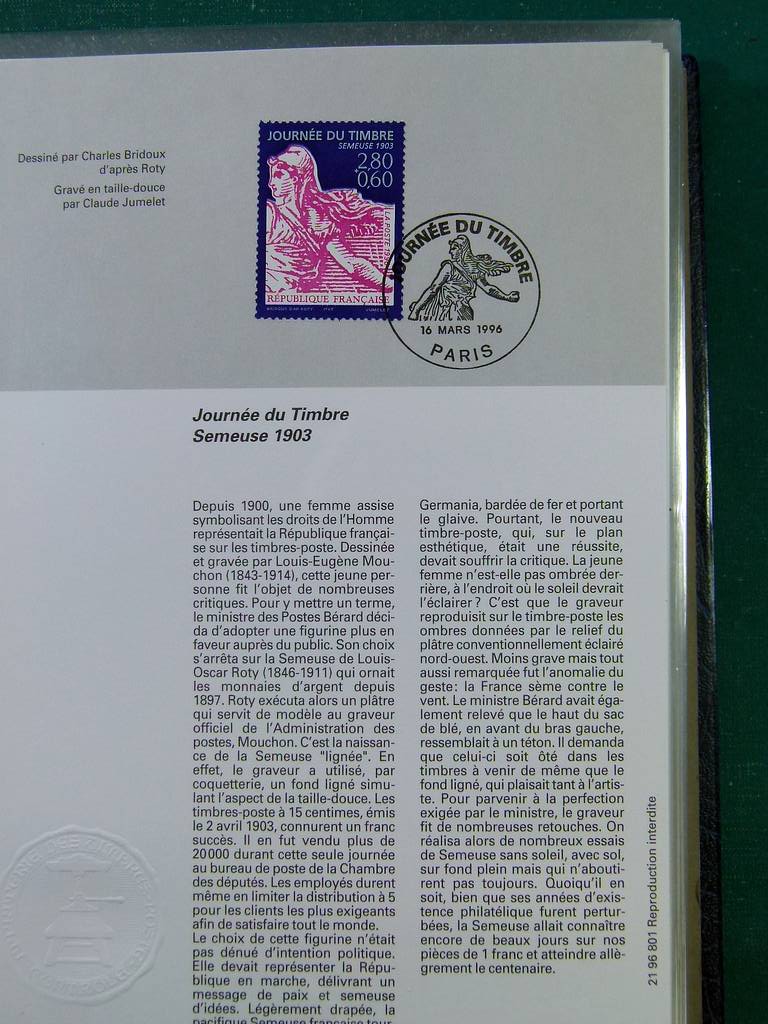 Dessiné par Charles Bridoux
d'après Roty
Gravé en taille-douce
par Claude Jumelet
JOURNÉE DU TIMBRE
SEMEUSE 1903
2,80
0,60
LA POSTE
RÉPUBLIQUE FRANÇAISE
JUMELET
JOURNÉE DU TIMBRE
16 MARS 1996
PARIS
Journée du Timbre
Semeuse 1903
Depuis 1900, une femme assise
symbolisant les droits de l'Homme
représentait la République françai-
se sur les timbres-poste. Dessinée
et gravée par Louis-Eugène Mou-
chon (1843-1914), cette jeune per-
sonne fit l'objet de nombreuses
critiques. Pour y mettre un terme,
le ministre des Postes Bérard déci-
da d'adopter une figurine plus en
faveur auprès du public. Son choix
s'arrêta sur la Semeuse de Louis-
Oscar Roty (1846-1911) qui ornait
les monnaies d'argent depuis
1897. Roty exécuta alors un plâtre
qui servit de modèle au graveur
officiel de l'Administration des
postes, Mouchon. C'est la naissan-
ce de la Semeuse "lignée". En
effet, le graveur a utilisé, par
coquetterie, un fond ligné simu-
lant l'aspect de la taille-douce. Les
timbres-poste à 15 centimes, émis
le 2 avril 1903, connurent un franc
succès. Il en fut vendu plus de
20000 durant cette seule journée
au bureau de poste de la Chambre
des députés. Les employés durent
même en limiter la distribution à 5
pour les clients les plus exigeants
afin de satisfaire tout le monde.
Le choix de cette figurine n'était
pas dénué d'intention politique.
Elle devait représenter la Répu-
blique en marche, délivrant un
message de paix et semeuse
d'idées. Légèrement drapée, la
pacifique Semeuse française tour-
Germania, bardée de fer et portant
le glaive. Pourtant, le nouveau
timbre-poste, qui, sur le plan
esthétique, était une réussite,
devait souffrir la critique. La jeune
femme n'est-elle pas ombrée der-
rière, à l'endroit où le soleil devrait
l'éclairer ? C'est que le graveur
reproduisit sur le timbre-poste les
ombres données par le relief du
plâtre conventionnellement éclairé
nord-ouest. Moins grave mais tout
aussi remarquée fut l'anomalie du
geste: la France sème contre le
vent. Le ministre Bérard avait éga-
lement relevé que le haut du sac
de blé, en avant du bras gauche,
ressemblait à un téton. Il demanda
que celui-ci soit ôté dans les
timbres à venir de même que le
fond ligné, qui plaisait tant à l'artis-
te. Pour parvenir à la perfection
exigée par le ministre, le graveur
fit de nombreuses retouches. On
réalisa alors de nombreux essais
de Semeuse sans soleil, avec sol,
sur fond plein mais qui n'abouti-
rent pas toujours. Quoiqu'il en
soit, bien que ses années d'exis-
tence philatélique furent pertur-
bées, la Semeuse allait connaître
encore de beaux jours sur nos
pièces de 1 franc et atteindre allè-
grement le centenaire.
21 96 801 Reproduction interdite